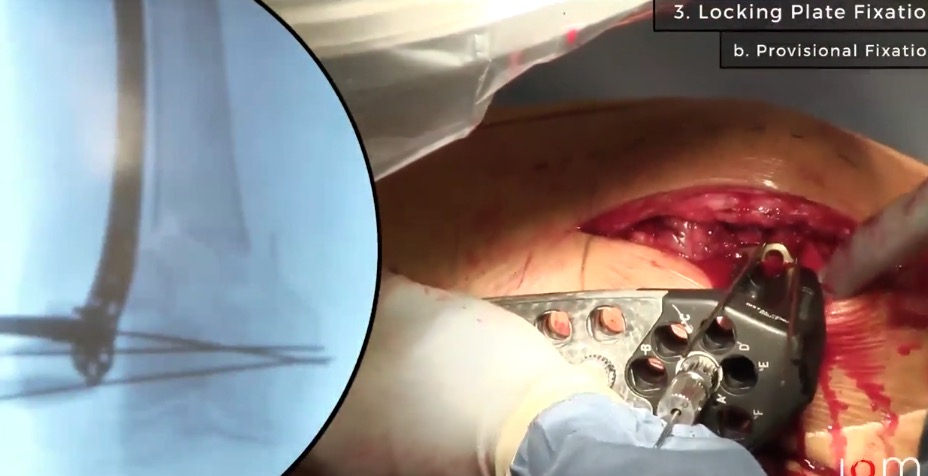 3. Locking Plate Fixatio
b. Provisional Fixatio
C
B
D
E
A
F